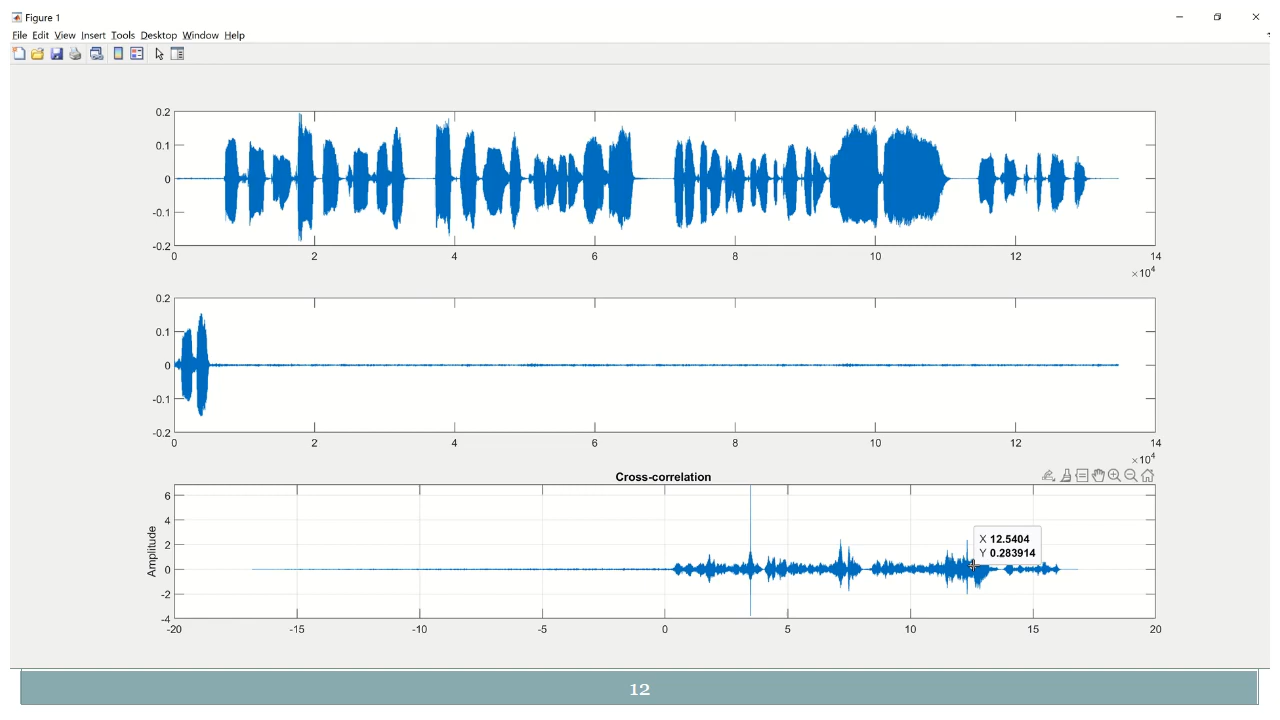 Figure 1
File Edit View Insert Tools Desktop Window Help
0.2
0.1
0
-0.1
-0.2
0 2 4 6 8 10 12 14
×10^4
0.2
0.1
0
-0.1
-0.2
0 2 4 6 8 10 12 14
×10^4
Cross-correlation
Amplitude
6
4
2
0
-2
-4
X 12.5404
Y 0.283914
-20 -15 -10 -5 0 5 10 15 20
12